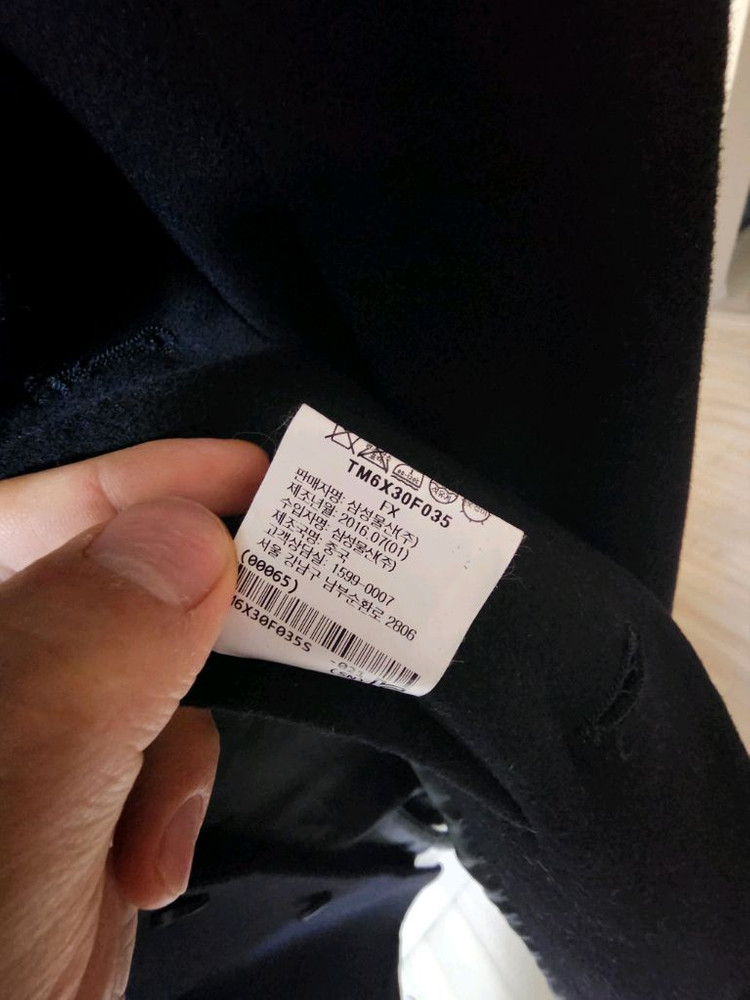 TM6X30F035
FX
판매자명: 삼성물산(주)
제조년월: 2016.07(01)
수입자명: 삼성물산(주)
제조국명: 중국
고객상담실: 1599-0007
서울 강남구 남부순환로 2806
(00065)
M6X30F035S